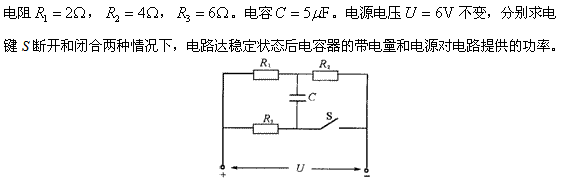 电阻 R₁ = 2Ω， R₂ = 4Ω， R₃ = 6Ω。电容 C = 5μF。电源电压 U = 6V 不变，分别求电
键 S 断开和闭合两种情况下，电路达稳定状态后电容器的带电量和电源对电路提供的功率。
R₁ R₂
C
R₃ S
U
+ −